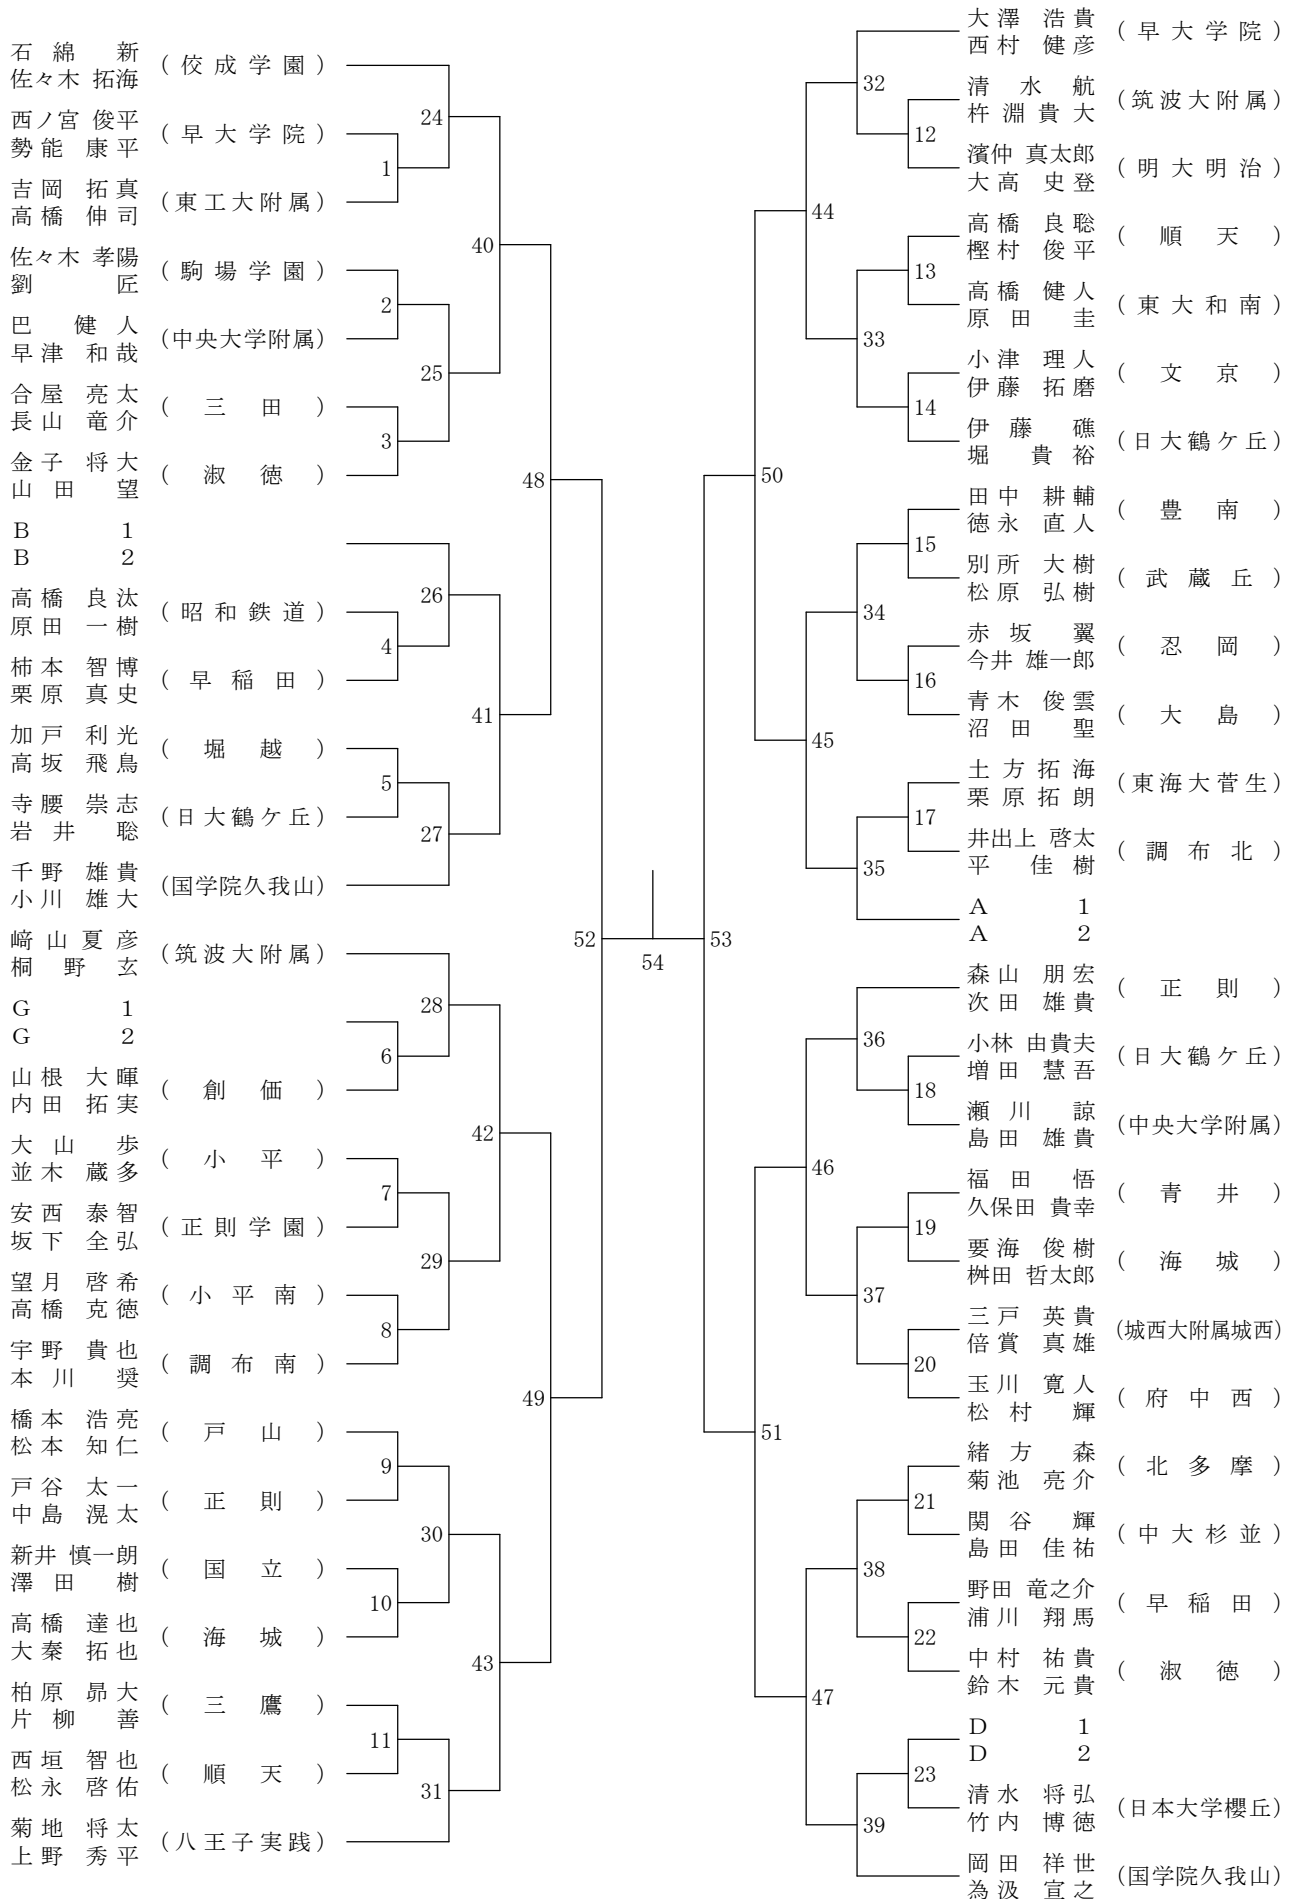 石綿 新
佐々木 拓海
(佼成学園)
西ノ宮 俊平
勢能 康平
(早大学院)
吉岡 拓真
高橋 伸司
(東工大附属)
佐々木 孝陽
劉 匠
(駒場学園)
巴 健人
早津 和哉
(中央大学附属)
合屋 亮太
長山 竜介
(三田)
金子 将大
山田 望
(淑徳)
B 1
B 2
高橋 良汰
原田 一樹
(昭和鉄道)
柿本 智博
栗原 真史
(早稲田)
加戸 利光
高坂 飛鳥
(堀越)
寺腰 崇志
岩井 聡
(日大鶴ケ丘)
千野 雄貴
小川 雄大
(国学院久我山)
﨑山夏彦
桐野玄
(筑波大附属)
G 1
G 2
山根 大暉
内田 拓実
(創価)
大山 歩
並木 蔵多
(小平)
安西 泰智
坂下 全弘
(正則学園)
望月 啓希
高橋 克徳
(小平南)
宇野 貴也
本川 奨
(調布南)
橋本 浩亮
松本 知仁
(戸山)
戸谷 太一
中島 滉太
(正則)
新井 慎一朗
澤田 樹
(国立)
高橋 達也
大秦 拓也
(海城)
柏原 昴大
片柳 善
(三鷹)
西垣 智也
松永 啓佑
(順天)
菊地 将太
上野 秀平
(八王子実践)
1
2
3
4
5
6
7
8
9
10
11
24
25
26
27
28
29
30
31
40
41
42
43
48
49
52
54
53
50
51
44
45
46
47
32
33
34
35
36
37
38
39
12
13
14
15
16
17
18
19
20
21
22
23
大澤 浩貴
西村 健彦
(早大学院)
清水航
杵淵貴大
(筑波大附属)
濱仲 真太郎
大高 史登
(明大明治)
高橋 良聡
樫村 俊平
(順天)
高橋 健人
原田 圭
(東大和南)
小津 理人
伊藤 拓磨
(文京)
伊藤 礁
堀 貴裕
(日大鶴ケ丘)
田中 耕輔
徳永 直人
(豊南)
別所 大樹
松原 弘樹
(武蔵丘)
赤坂 翼
今井 雄一郎
(忍岡)
青木 俊雲
沼田 聖
(大島)
土方拓海
栗原拓朗
(東海大菅生)
井出上 啓太
平 佳樹
(調布北)
A 1
A 2
森山 朋宏
次田 雄貴
(正則)
小林 由貴夫
増田 慧吾
(日大鶴ケ丘)
瀬川 諒
島田 雄貴
(中央大学附属)
福田 悟
久保田 貴幸
(青井)
要海 俊樹
桝田 哲太郎
(海城)
三戸 英貴
倍賞 真雄
(城西大附属城西)
玉川 寛人
松村 輝
(府中西)
緒方 森
菊池 亮介
(北多摩)
関谷 輝
島田 佳祐
(中大杉並)
野田 竜之介
浦川 翔馬
(早稲田)
中村 祐貴
鈴木 元貴
(淑徳)
D 1
D 2
清水 将弘
竹内 博徳
(日本大学櫻丘)
岡田 祥世
為汲 宣之
(国学院久我山)